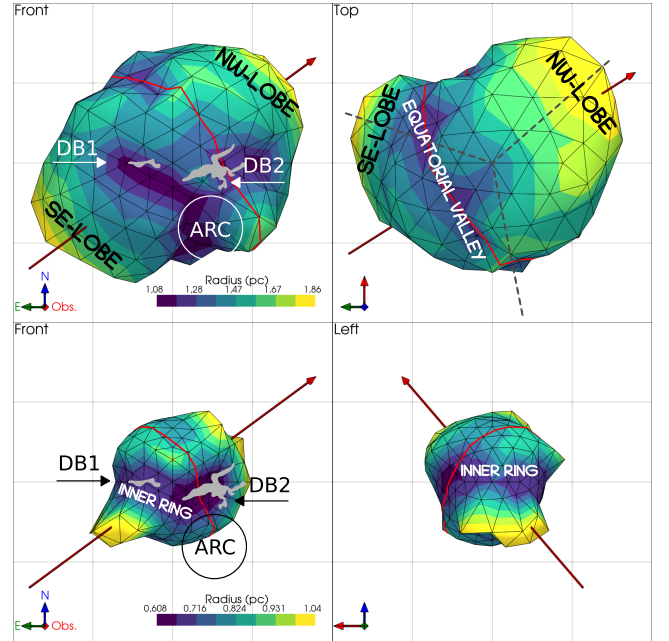 Front
NW-LOBE
DB1
DB2
SE-LOBE
ARC
Radius (pc)
1.08 1.28 1.47 1.67 1.86
N
E Obs.
Top
NW-LOBE
SE-LOBE
EQUATORIAL VALLEY
Front
DB1
INNER RING
DB2
ARC
Radius (pc)
0.608 0.716 0.824 0.931 1.04
N
E Obs.
Left
INNER RING